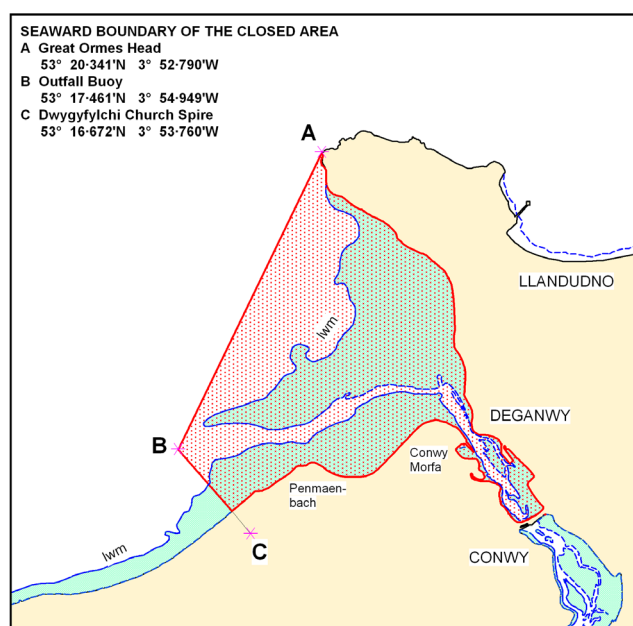 SEAWARD BOUNDARY OF THE CLOSED AREA
A Great Ormes Head
53° 20·341'N 3° 52·790'W
B Outfall Buoy
53° 17·461'N 3° 54·949'W
C Dwygyfylchi Church Spire
53° 16·672'N 3° 53·760'W
A
LLANDUDNO
lwm
DEGANWY
B
Conwy
Morfa
Penmaen-
bach
C
lwm
CONWY